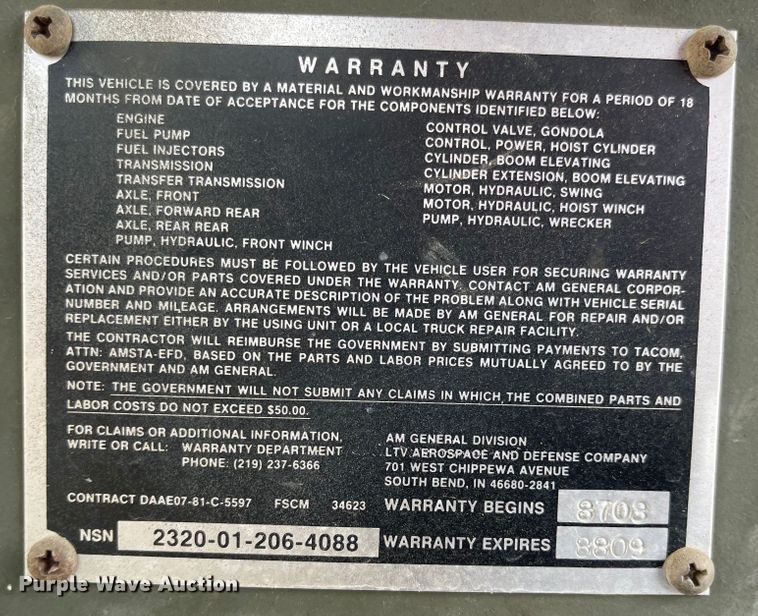 WARRANTY
THIS VEHICLE IS COVERED BY A MATERIAL AND WORKMANSHIP WARRANTY FOR A PERIOD OF 18
MONTHS FROM DATE OF ACCEPTANCE FOR THE COMPONENTS IDENTIFIED BELOW:
ENGINE
FUEL PUMP
FUEL INJECTORS
TRANSMISSION
TRANSFER TRANSMISSION
AXLE, FRONT
AXLE, FORWARD REAR
AXLE, REAR REAR
PUMP, HYDRAULIC, FRONT WINCH
CONTROL VALVE, GONDOLA
CONTROL, POWER, HOIST CYLINDER
CYLINDER, BOOM ELEVATING
CYLINDER EXTENSION, BOOM ELEVATING
MOTOR, HYDRAULIC, SWING
MOTOR, HYDRAULIC, HOIST WINCH
PUMP, HYDRAULIC, WRECKER
CERTAIN PROCEDURES MUST BE FOLLOWED BY THE VEHICLE USER FOR SECURING WARRANTY
SERVICES AND/OR PARTS COVERED UNDER THE WARRANTY. CONTACT AM GENERAL CORPOR-
ATION AND PROVIDE AN ACCURATE DESCRIPTION OF THE PROBLEM ALONG WITH VEHICLE SERIAL
NUMBER AND MILEAGE. ARRANGEMENTS WILL BE MADE BY AM GENERAL FOR REPAIR AND/OR
REPLACEMENT EITHER BY THE USING UNIT OR A LOCAL TRUCK REPAIR FACILITY.
THE CONTRACTOR WILL REIMBURSE THE GOVERNMENT BY SUBMITTING PAYMENTS TO TACOM,
ATTN: AMSTA-EFD, BASED ON THE PARTS AND LABOR PRICES MUTUALLY AGREED TO BY THE
GOVERNMENT AND AM GENERAL.
NOTE: THE GOVERNMENT WILL NOT SUBMIT ANY CLAIMS IN WHICH THE COMBINED PARTS AND
LABOR COSTS DO NOT EXCEED $50.00.
FOR CLAIMS OR ADDITIONAL INFORMATION,
WRITE OR CALL: WARRANTY DEPARTMENT
PHONE: (219) 237-6366
AM GENERAL DIVISION
LTV AEROSPACE AND DEFENSE COMPANY
701 WEST CHIPPEWA AVENUE
SOUTH BEND, IN 46680-2841
CONTRACT DAAE07-81-C-5597 FSCM 34623 WARRANTY BEGINS 8703
NSN 2320-01-206-4088 WARRANTY EXPIRES 8809
Purple Wave Auction